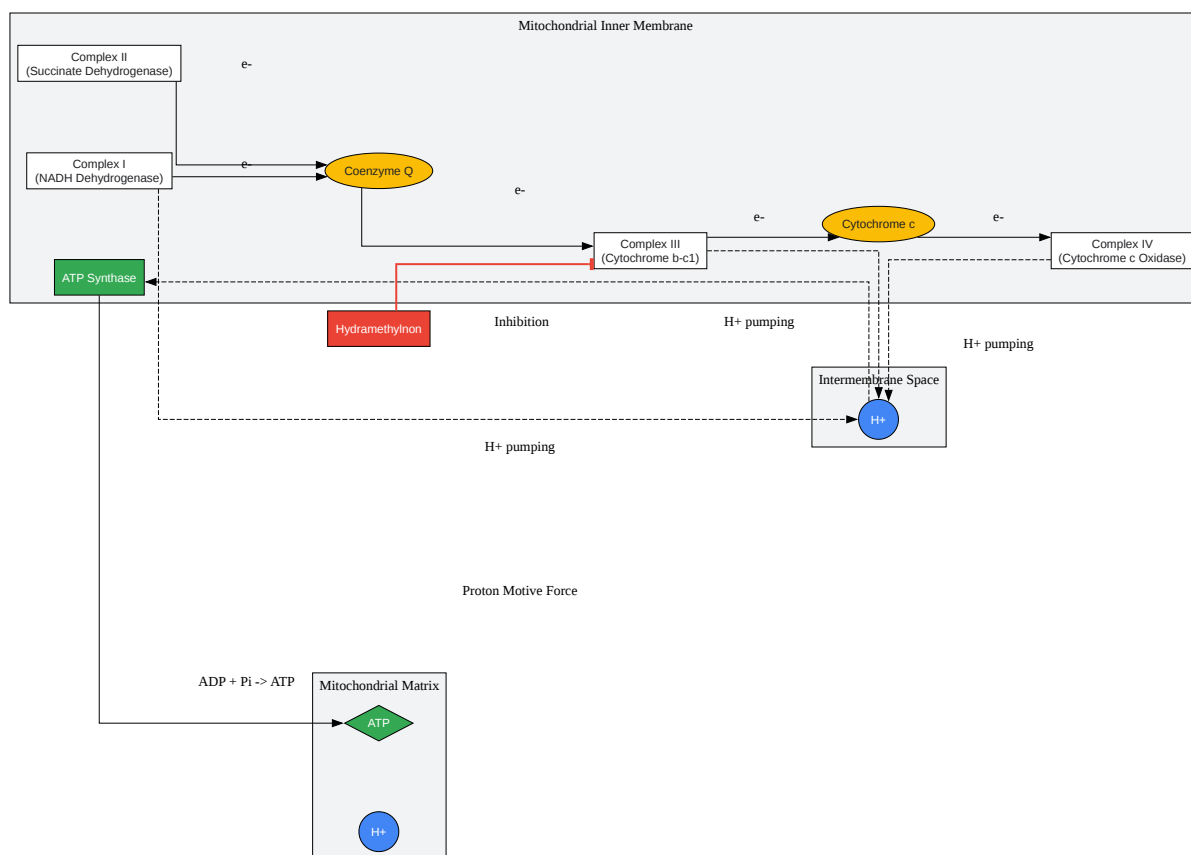 Mitochondrial Inner Membrane
Complex II
(Succinate Dehydrogenase)
e-
Complex I
(NADH Dehydrogenase)
e-
Coenzyme Q
e-
Complex III
(Cytochrome b-c1)
e-
Cytochrome c
e-
Complex IV
(Cytochrome c Oxidase)
ATP Synthase
Hydramethylnon
Inhibition
H+ pumping
H+ pumping
Intermembrane Space
H+
H+ pumping
Proton Motive Force
ADP + Pi -> ATP
Mitochondrial Matrix
ATP
H+